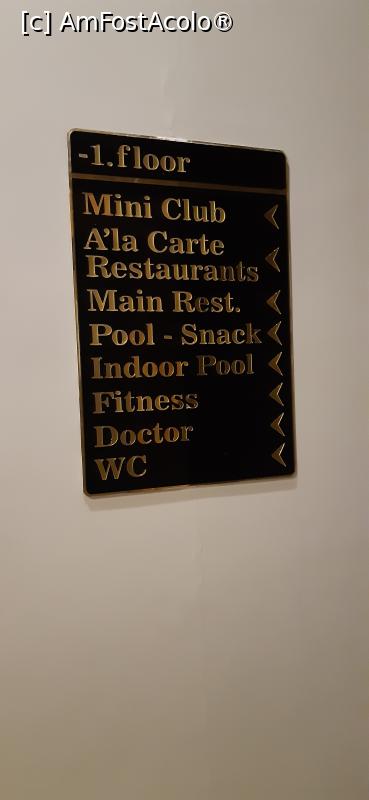 [c] AmFostAcolo®
-1.floor
Mini Club
A'la Carte
Restaurants
Main Rest.
Pool - Snack
Indoor Pool
Fitness
Doctor
WC